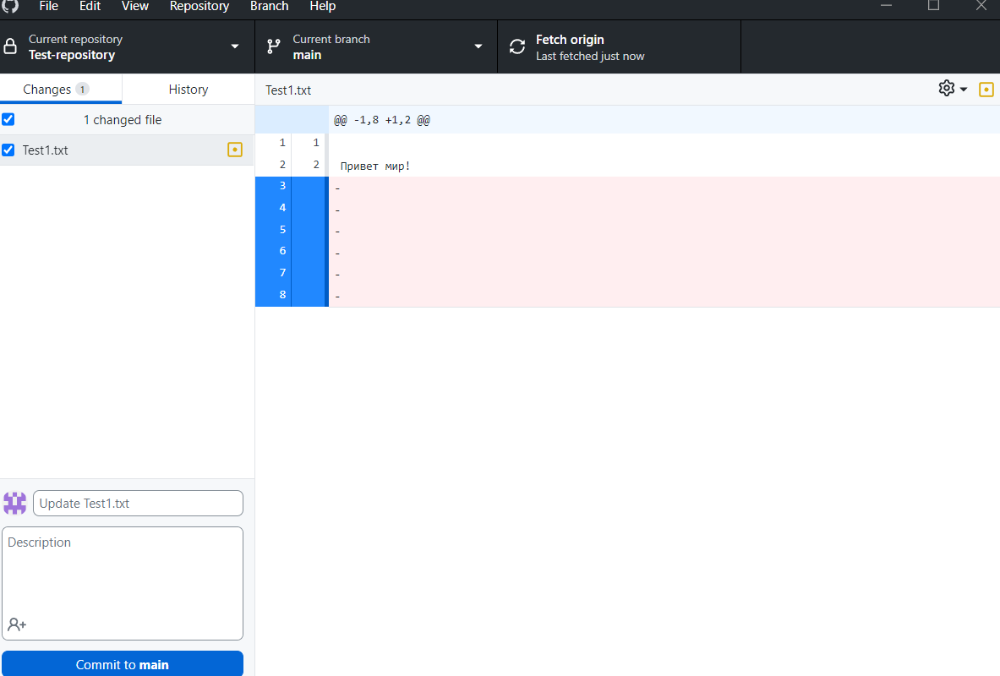 File Edit View Repository Branch Help
Current repository
Test-repository
Current branch
main
Fetch origin
Last fetched just now
Changes 1
History
1 changed file
Test1.txt
Test1.txt
@@ -1,8 +1,2 @@
1 1
2 2 Привет мир!
3 -
4 -
5 -
6 -
7 -
8 -
Update Test1.txt
Description
Commit to main